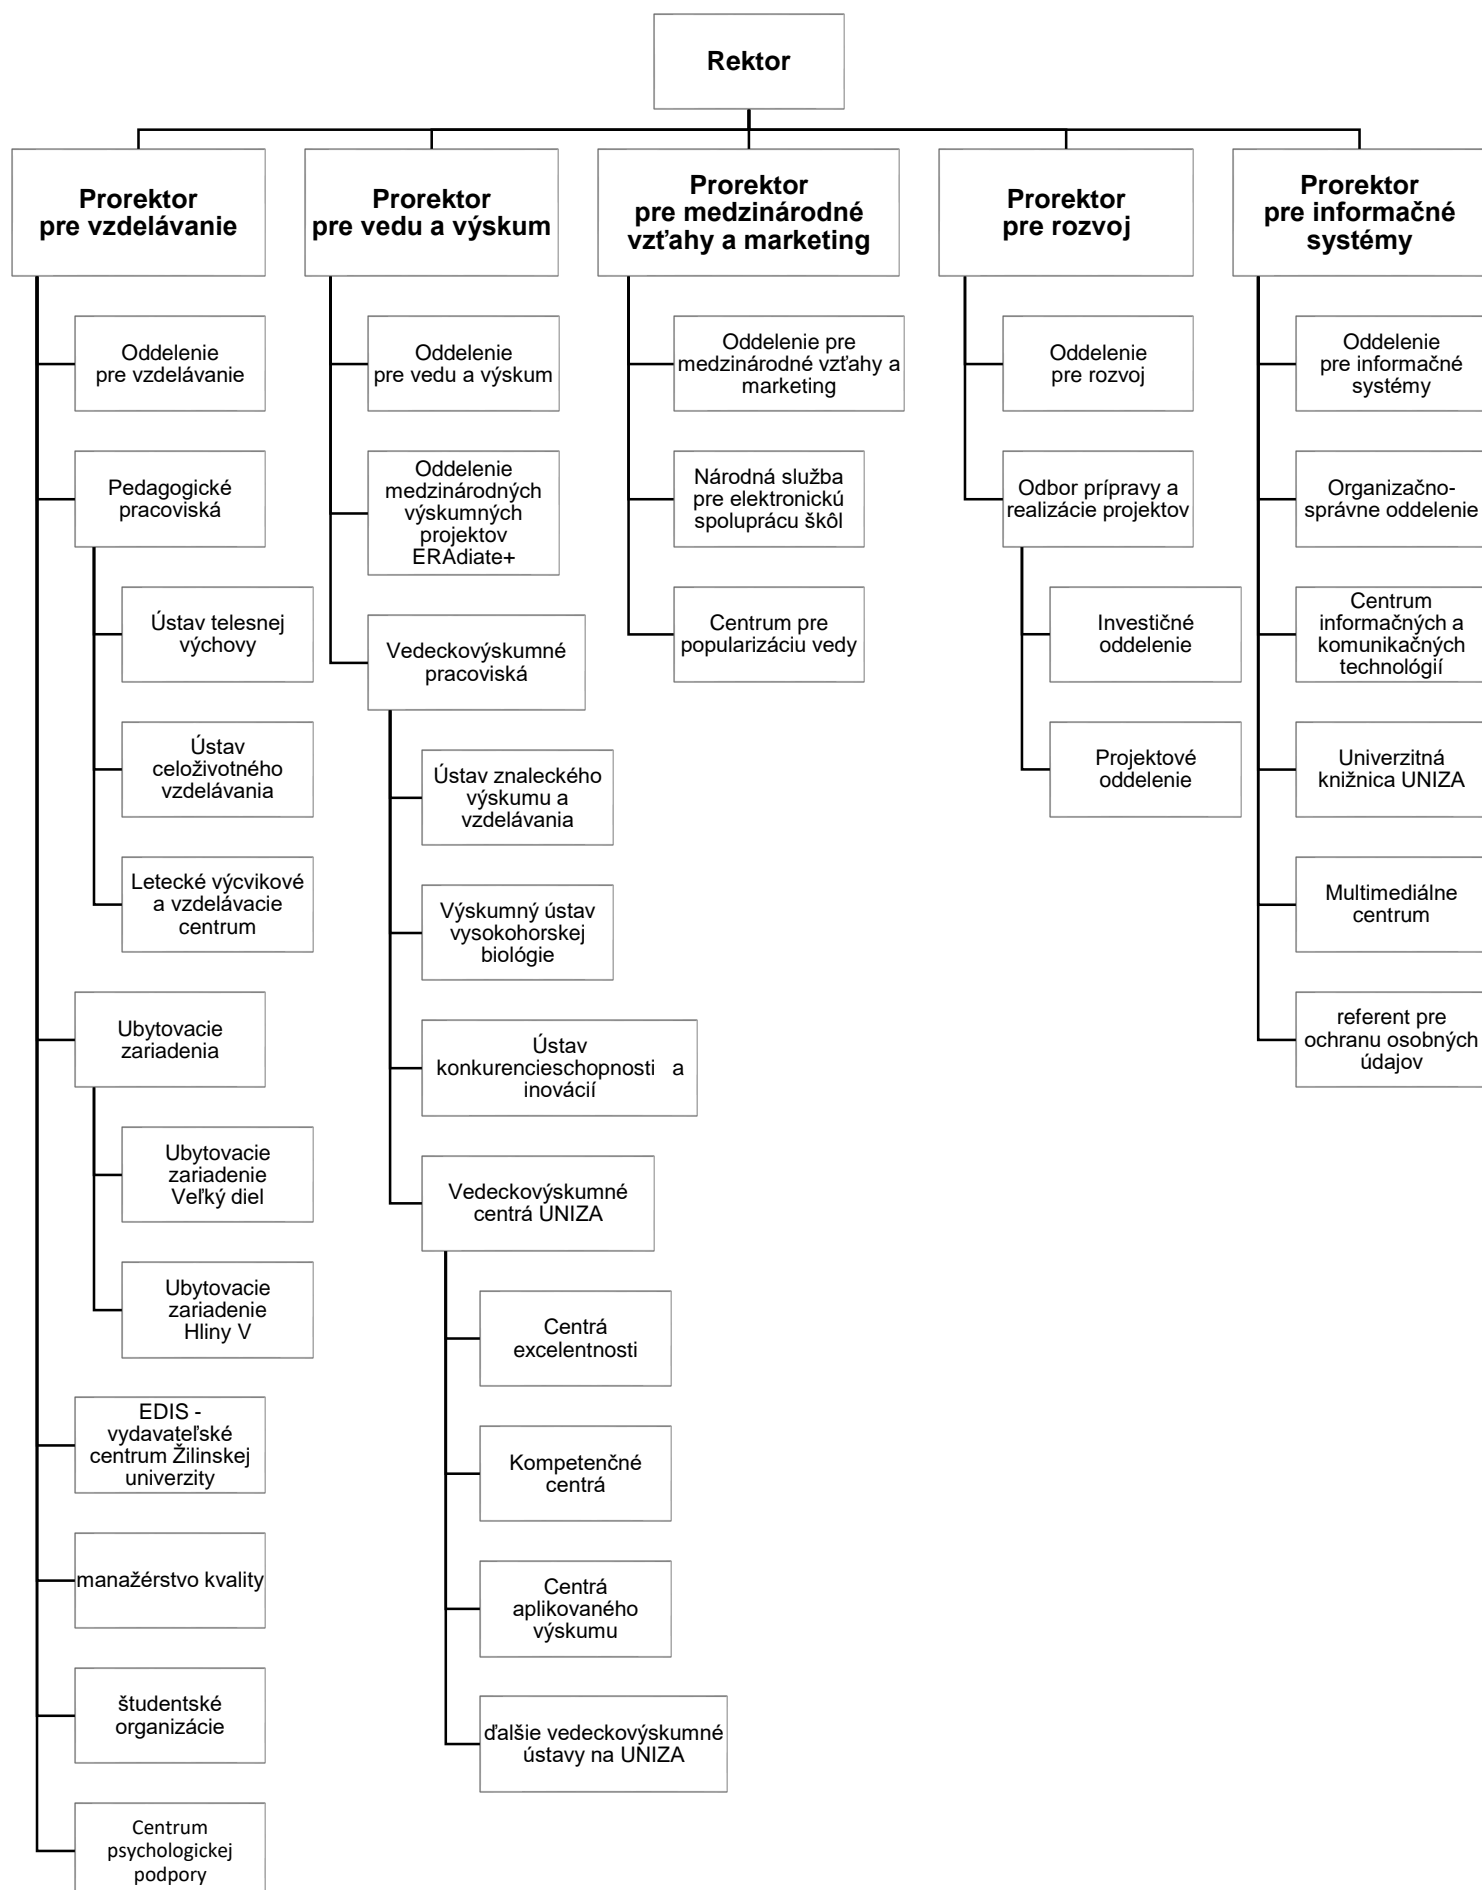 Rektor
Prorektor
pre vzdelávanie
Prorektor
pre vedu a výskum
Prorektor
pre medzinárodné
vzťahy a marketing
Prorektor
pre rozvoj
Prorektor
pre informačné
systémy
Oddelenie
pre vzdelávanie
Pedagogické
pracoviská
Ústav telesnej
výchovy
Ústav
celoživotného
vzdelávania
Letecké výcvikové
a vzdelávacie
centrum
Ubytovacie
zariadenia
Ubytovacie
zariadenie
Veľký diel
Ubytovacie
zariadenie
Hliny V
EDIS -
vydavateľské
centrum Žilinskej
univerzity
manažérstvo kvality
študentské
organizácie
Centrum
psychologickej
podpory
Oddelenie
pre vedu a výskum
Oddelenie
medzinárodných
výskumných
projektov
ERAdiate+
Vedeckovýskumné
pracoviská
Ústav znaleckého
výskumu a
vzdelávania
Výskumný ústav
vysokohorskej
biológie
Ústav
konkurencieschopnosti a
inovácií
Vedeckovýskumné
centrá UNIZA
Centrá
excelentnosti
Kompetenčné
centrá
Centrá
aplikovaného
výskumu
ďalšie vedeckovýskumné
ústavy na UNIZA
Oddelenie pre
medzinárodné vzťahy a
marketing
Národná služba
pre elektronickú
spoluprácu škôl
Centrum pre
popularizáciu vedy
Oddelenie
pre rozvoj
Odbor prípravy a
realizácie projektov
Investičné
oddelenie
Projektové
oddelenie
Oddelenie
pre informačné
systémy
Organizačno-
správne oddelenie
Centrum
informačných a
komunikačných
technológií
Univerzitná
knižnica UNIZA
Multimediálne
centrum
referent pre
ochranu osobných
údajov